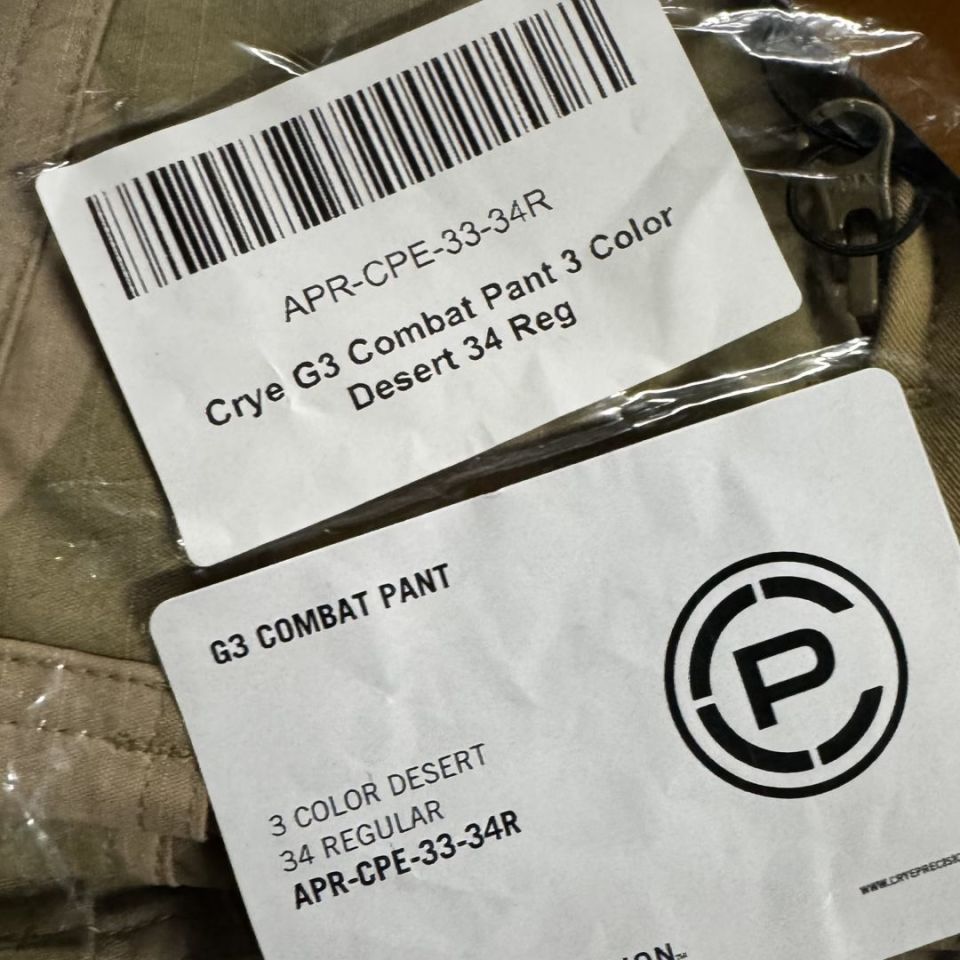 APR-CPE-33-34R
Crye G3 Combat Pant 3 Color
Desert 34 Reg
G3 COMBAT PANT
CP
3 COLOR DESERT
34 REGULAR
APR-CPE-33-34R